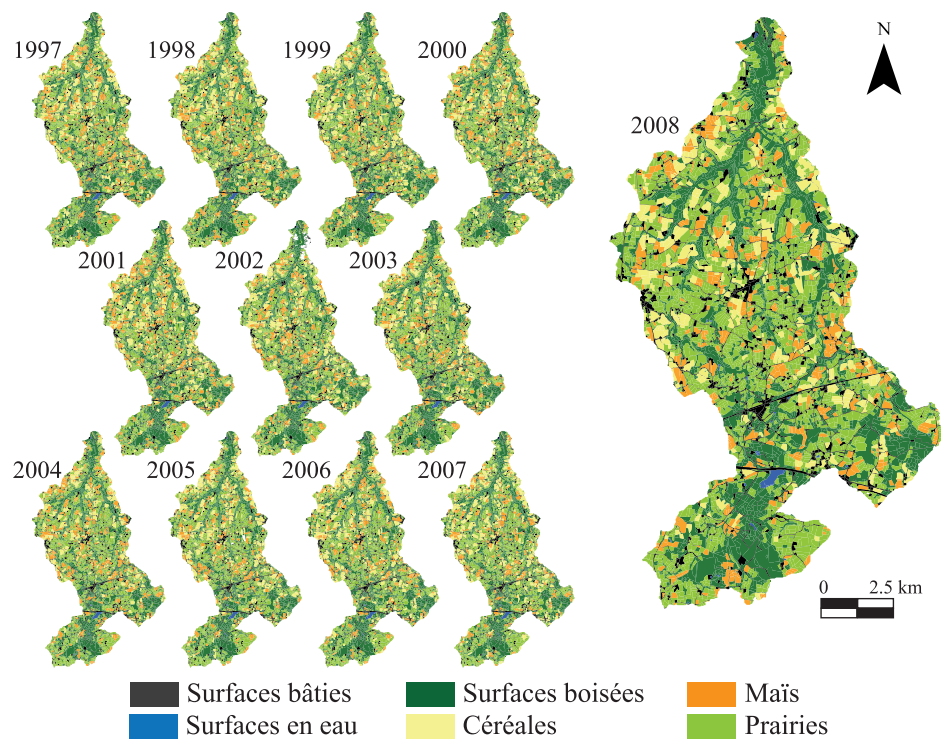 1997
1998
1999
2000
N
2008
2001
2002
2003
2004
2005
2006
2007
0 2.5 km
Surfaces bâties
Surfaces boisées
Maïs
Surfaces en eau
Céréales
Prairies